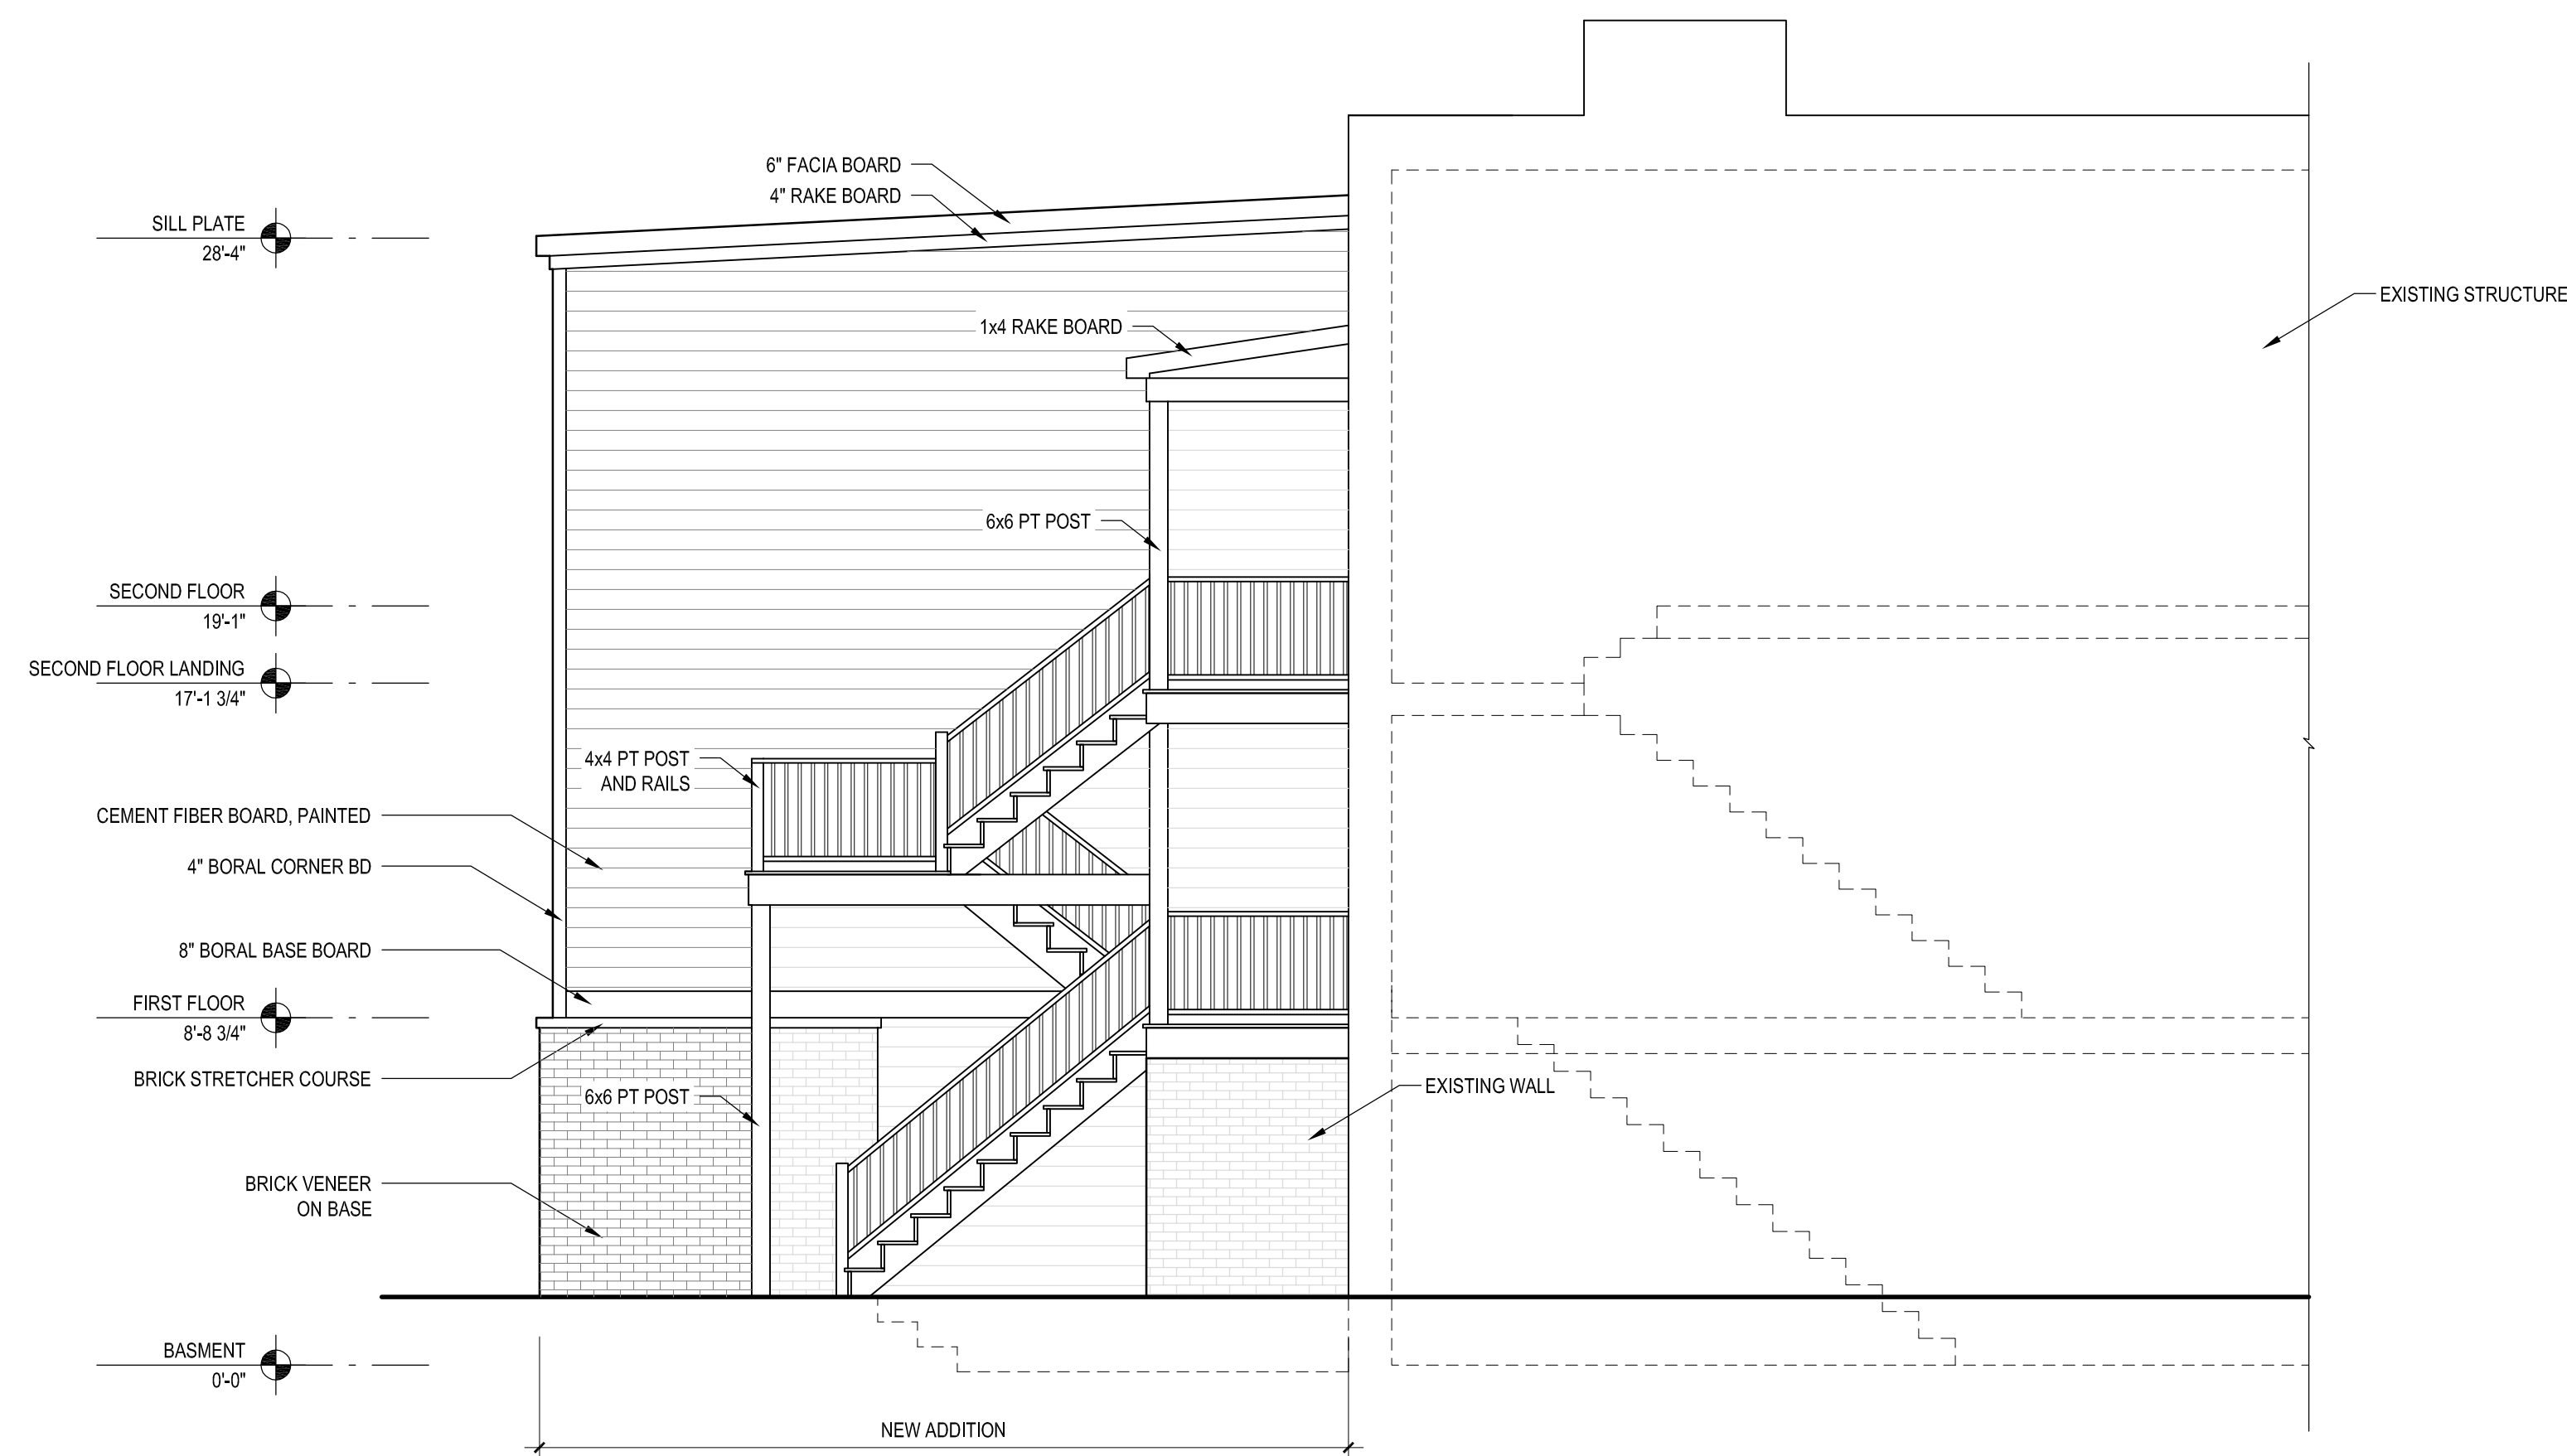 6" FACIA BOARD
4" RAKE BOARD
SILL PLATE
28'-4"
EXISTING STRUCTURE
1x4 RAKE BOARD
6x6 PT POST
SECOND FLOOR
19'-1"
SECOND FLOOR LANDING
17'-1 3/4"
4x4 PT POST
AND RAILS
CEMENT FIBER BOARD, PAINTED
4" BORAL CORNER BD
8" BORAL BASE BOARD
FIRST FLOOR
8'-8 3/4"
BRICK STRETCHER COURSE
6x6 PT POST
EXISTING WALL
BRICK VENEER
ON BASE
BASMENT
0'-0"
NEW ADDITION